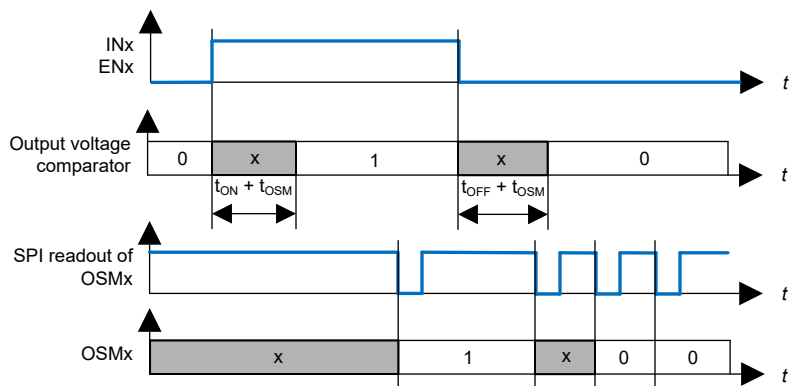 INx
ENx
t
Output voltage
comparator
0
x
1
x
0
t
tON + tOSM
tOFF + tOSM
SPI readout of
OSMx
t
OSMx
x
1
x
0
0
t